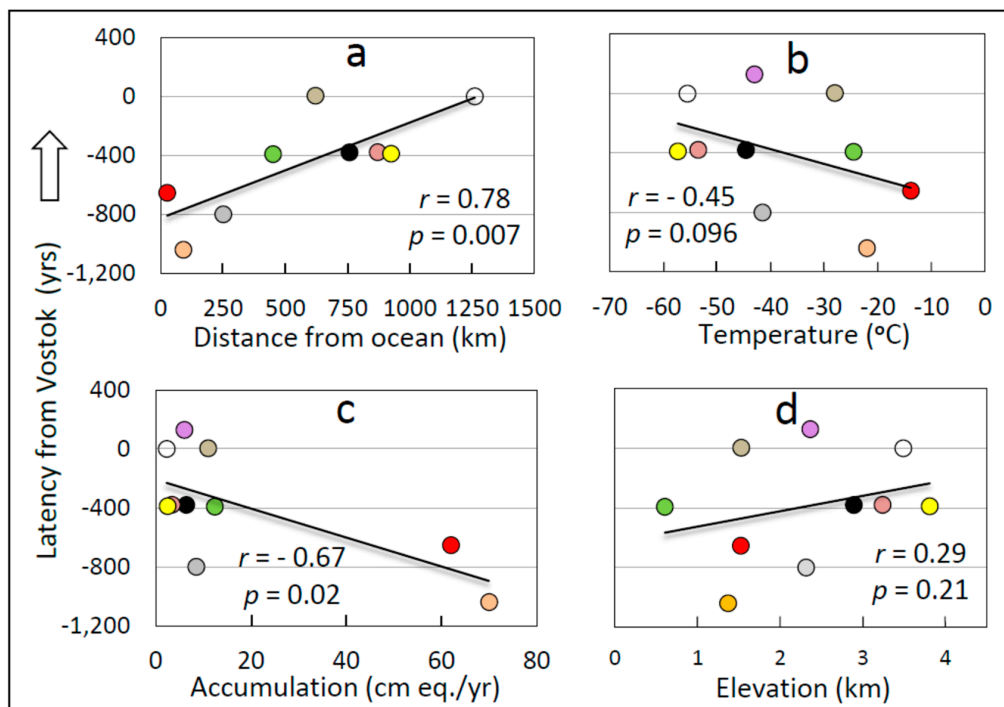 Latency from Vostok (yrs)
a
400
0
-400
-800
-1,200
r = 0.78
p = 0.007
0 250 500 750 1000 1250 1500
Distance from ocean (km)
b
r = - 0.45
p = 0.096
-70 -60 -50 -40 -30 -20 -10 0
Temperature (°C)
c
400
0
-400
-800
-1,200
r = - 0.67
p = 0.02
0 20 40 60 80
Accumulation (cm eq./yr)
d
r = 0.29
p = 0.21
0 1 2 3 4
Elevation (km)